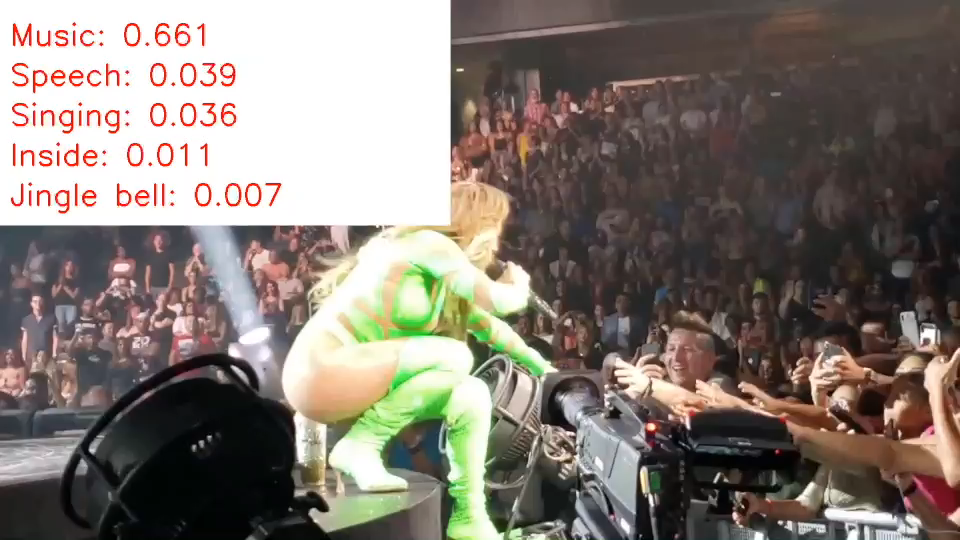 Music: 0.661
Speech: 0.039
Singing: 0.036
Inside: 0.011
Jingle bell: 0.007